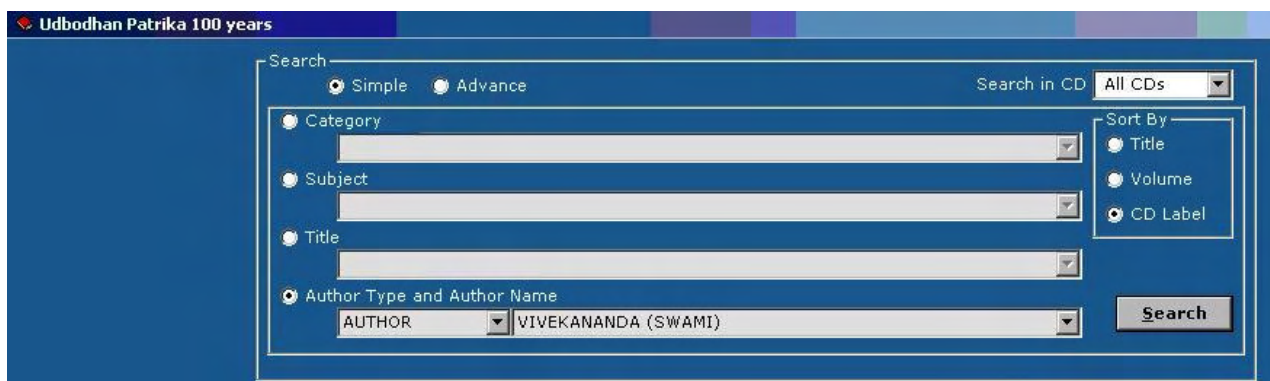 Udbodhan Patrika 100 years
Search
Simple Advance Search in CD All CDs
Category Sort By
Title
Subject Volume
CD Label
Title
Author Type and Author Name
AUTHOR VIVEKANANDA (SWAMI) Search